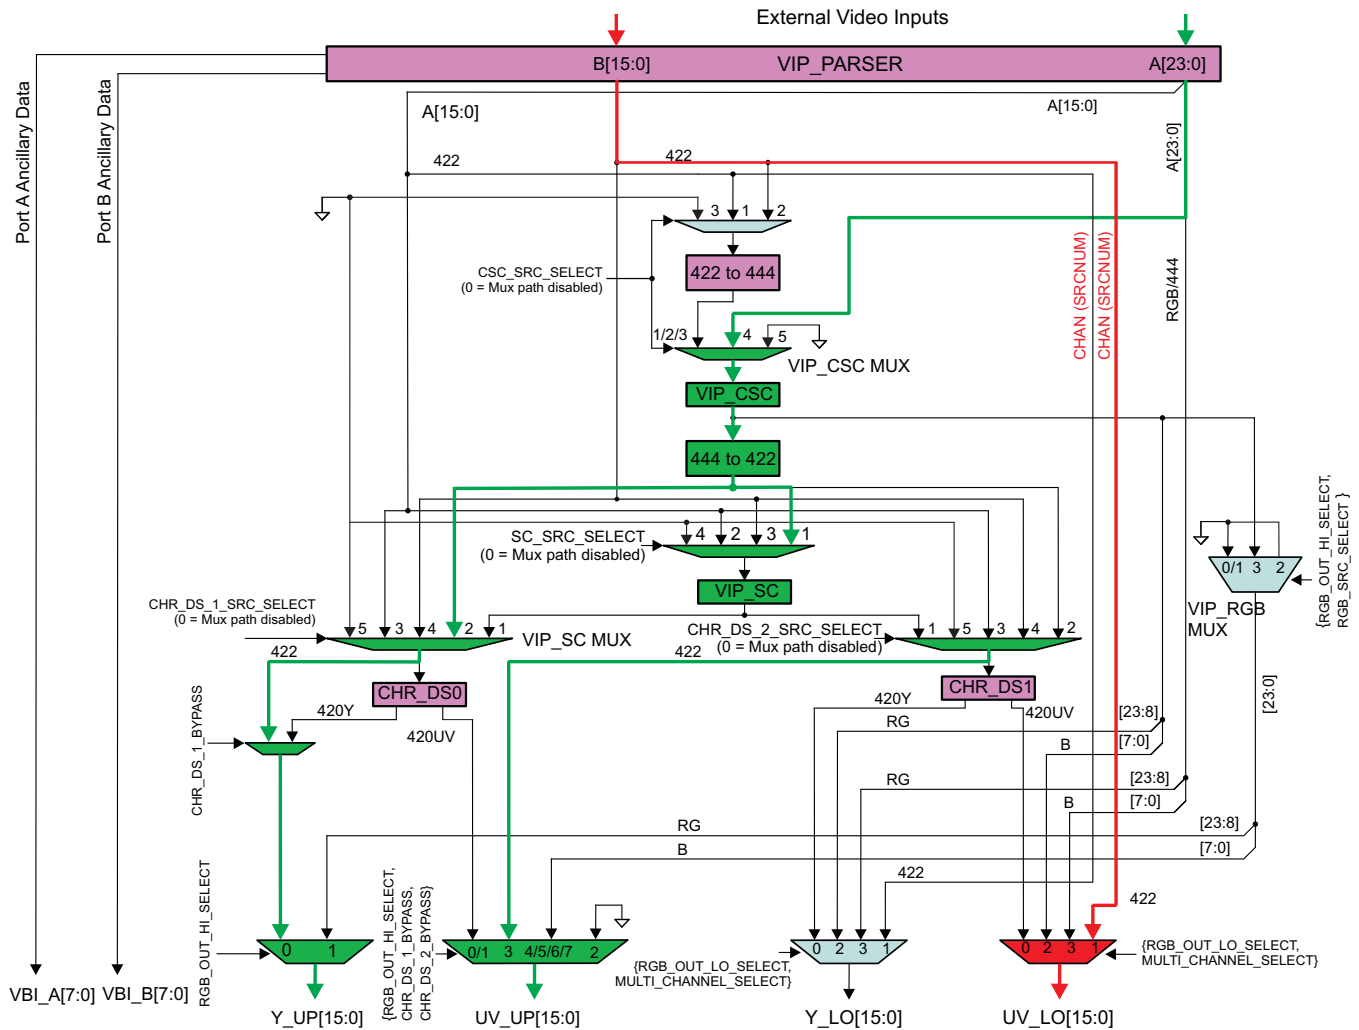 External Video Inputs
B[15:0]
VIP_PARSER
A[23:0]
Port A Ancillary Data
Port B Ancillary Data
A[15:0]
A[15:0]
A[23:0]
422
422
3
1
2
CSC_SRC_SELECT
(0 = Mux path disabled)
422 to 444
CHAN (SRCNUM)
CHAN (SRCNUM)
RGB/444
1/2/3
4
5
VIP_CSC MUX
VIP_CSC
444 to 422
SC_SRC_SELECT
(0 = Mux path disabled)
4
2
3
1
VIP_SC
{RGB_OUT_HI_SELECT,
RGB_SRC_SELECT }
0/1
3
2
VIP_RGB
MUX
CHR_DS_1_SRC_SELECT
(0 = Mux path disabled)
5
3
4
2
1
VIP_SC MUX
CHR_DS_2_SRC_SELECT
(0 = Mux path disabled)
1
5
3
4
2
422
422
CHR_DS0
CHR_DS1
[23:0]
CHR_DS_1_BYPASS
420Y
420UV
420Y
420UV
RG
[23:8]
B
[7:0]
RG
[23:8]
B
[7:0]
RG
[23:8]
B
[7:0]
422
422
RGB_OUT_HI_SELECT
0
1
{RGB_OUT_HI_SELECT,
CHR_DS_1_BYPASS,
CHR_DS_2_BYPASS}
0/1
3
4/5/6/7
2
0
2
3
1
{RGB_OUT_LO_SELECT,
MULTI_CHANNEL_SELECT}
0
2
3
1
{RGB_OUT_LO_SELECT,
MULTI_CHANNEL_SELECT}
VBI_A[7:0]
VBI_B[7:0]
Y_UP[15:0]
UV_UP[15:0]
Y_LO[15:0]
UV_LO[15:0]